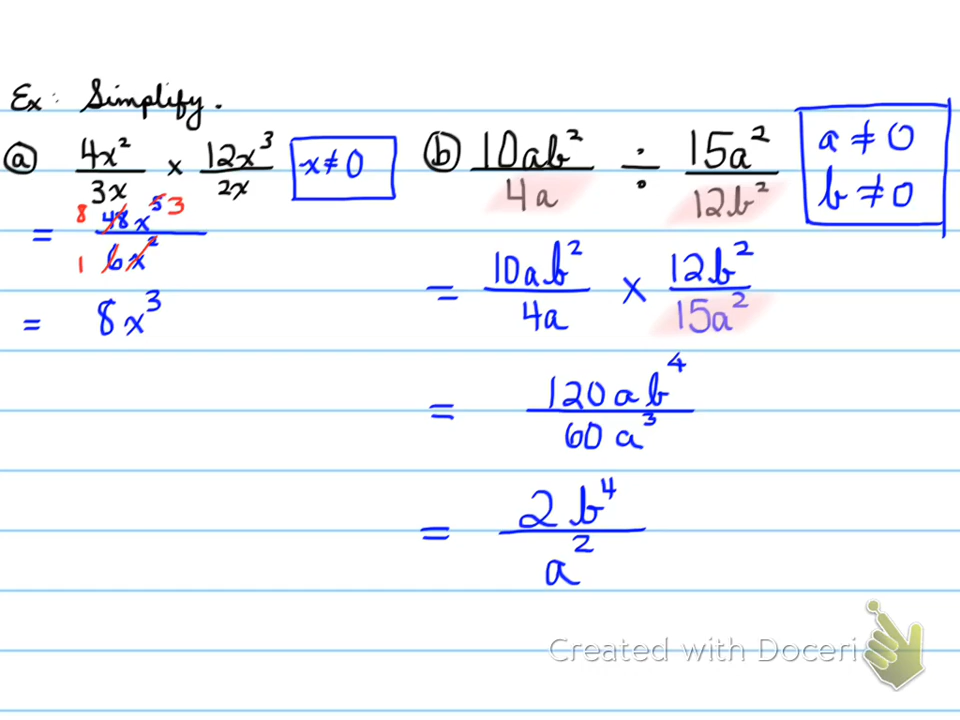 Ex: Simplify.
ⓐ 4x²/3x × 12x³/2x x≠0
= 8 48x⁵ 3 / 1 6x²
= 8x³
ⓑ 10ab²/4a ÷ 15a²/12b² a≠0 b≠0
= 10ab²/4a × 12b²/15a²
= 120ab⁴/60a³
= 2b⁴/a²
Created with Doceri